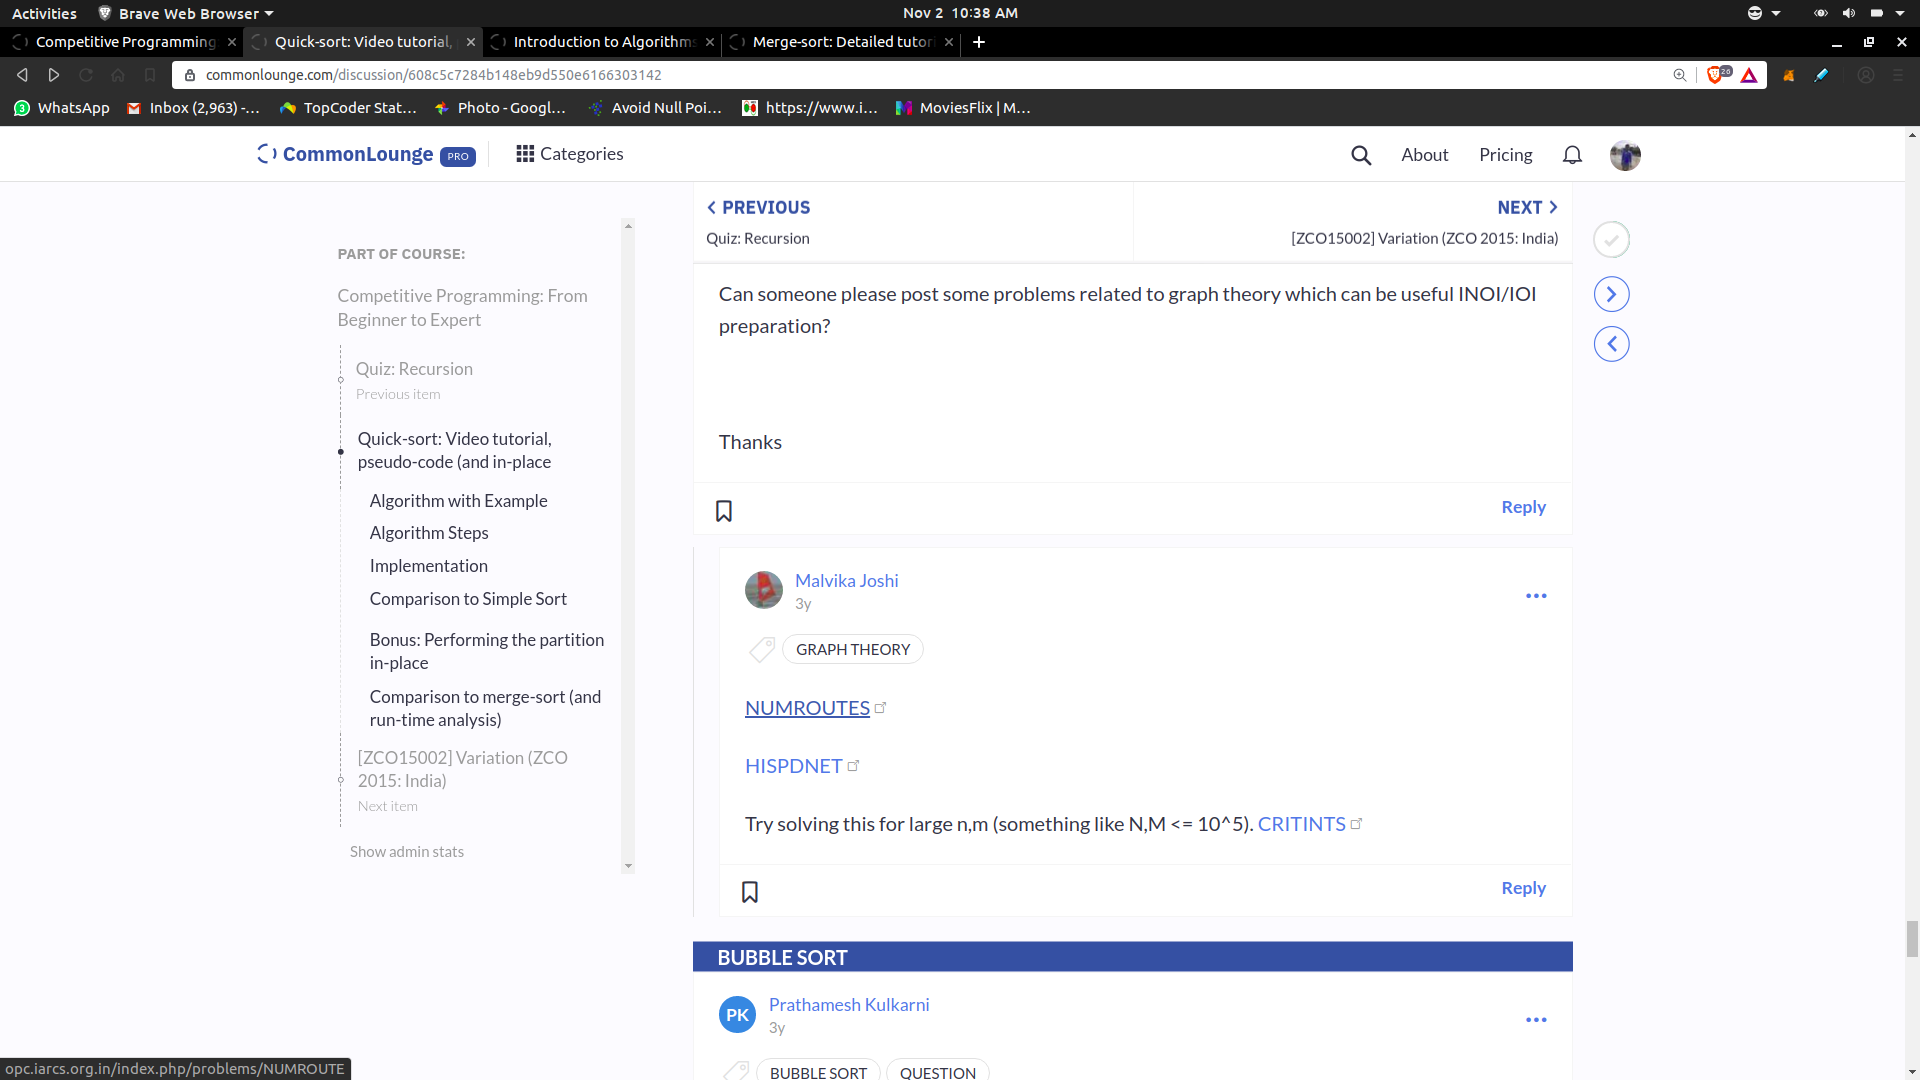 Activities
Brave Web Browser
Nov 2 10:38 AM
Competitive Programming
Quick-sort: Video tutorial,
Introduction to Algorithms
Merge-sort: Detailed tutori
commonlounge.com/discussion/608c5c7284b148eb9d550e6166303142
26
WhatsApp
Inbox (2,963) -...
TopCoder Stat...
Photo - Googl...
Avoid Null Poi...
https://www.i...
MoviesFlix | M...
CommonLounge PRO
Categories
About
Pricing
PREVIOUS
Quiz: Recursion
NEXT
[ZCO15002] Variation (ZCO 2015: India)
PART OF COURSE:
Competitive Programming: From
Beginner to Expert
Quiz: Recursion
Previous item
Quick-sort: Video tutorial,
pseudo-code (and in-place
Algorithm with Example
Algorithm Steps
Implementation
Comparison to Simple Sort
Bonus: Performing the partition
in-place
Comparison to merge-sort (and
run-time analysis)
[ZCO15002] Variation (ZCO
2015: India)
Next item
Show admin stats
Can someone please post some problems related to graph theory which can be useful INOI/IOI
preparation?
Thanks
Reply
Malvika Joshi
3y
GRAPH THEORY
NUMROUTES
HISPDNET
Try solving this for large n,m (something like N,M <= 10^5). CRITINTS
Reply
BUBBLE SORT
PK
Prathamesh Kulkarni
3y
BUBBLE SORT
QUESTION
opc.iarcs.org.in/index.php/problems/NUMROUTE